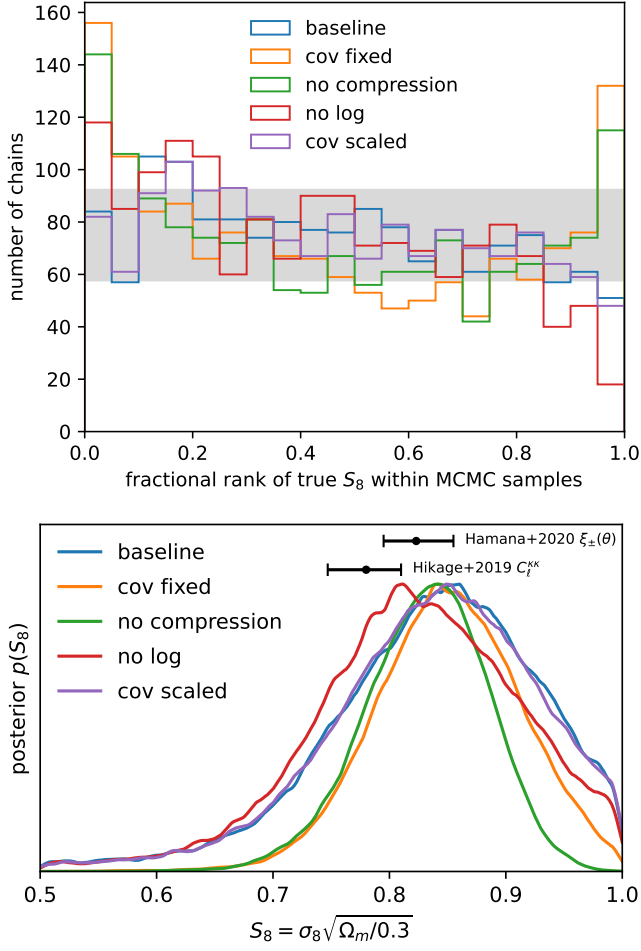 160
140
120
100
80
60
40
20
0
number of chains
baseline
cov fixed
no compression
no log
cov scaled
0.0 0.2 0.4 0.6 0.8 1.0
fractional rank of true S₈ within MCMC samples
baseline
cov fixed
no compression
no log
cov scaled
Hamana+2020 ξ±(θ)
Hikage+2019 Cℓκκ
posterior p(S₈)
0.5 0.6 0.7 0.8 0.9 1.0
S₈ = σ₈√Ωₘ/0.3